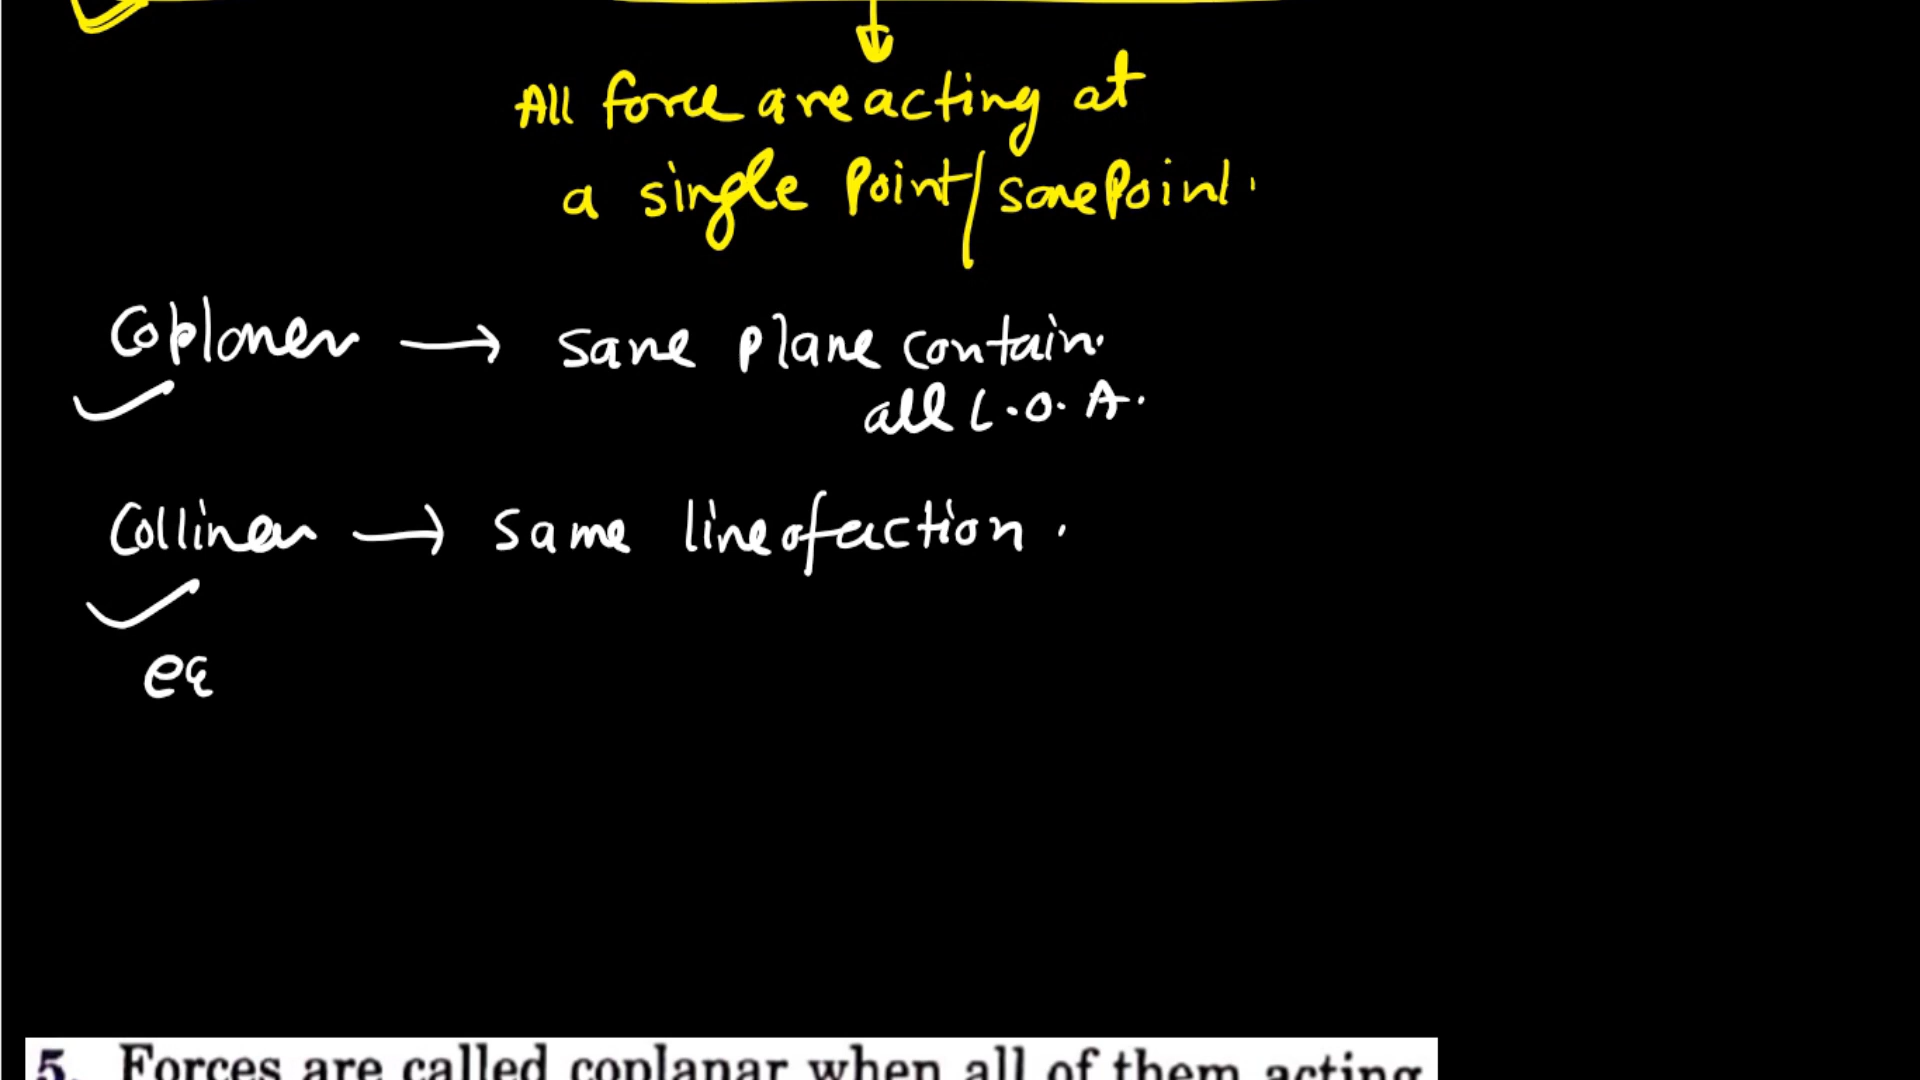 All force are acting at
a single Point/same Point.
Coplaner → same plane contain
all L.O.A.
Collinear → Same line of action.
eq
5. Forces are called coplanar when all of them acting